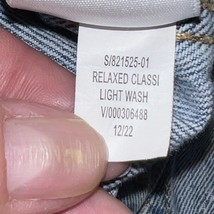 S/821525-01
RELAXED CLASSI
LIGHT WASH
V/000306488
12/22